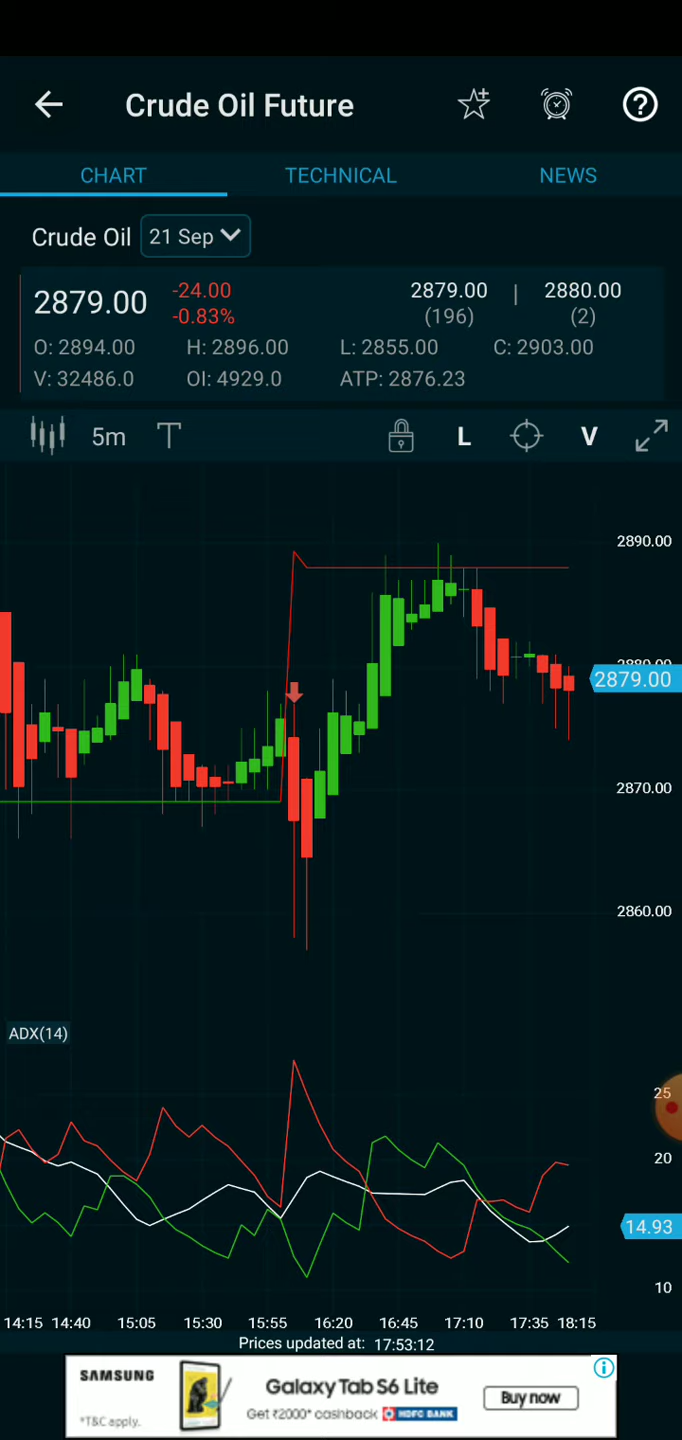 Crude Oil Future
CHART TECHNICAL NEWS
Crude Oil 21 Sep
2879.00 -24.00 2879.00 | 2880.00
-0.83% (196) (2)
O: 2894.00 H: 2896.00 L: 2855.00 C: 2903.00
V: 32486.0 OI: 4929.0 ATP: 2876.23
5m T L V
2890.00
2880.00
2879.00
2870.00
2860.00
ADX(14)
25
20
14.93
10
14:15 14:40 15:05 15:30 15:55 16:20 16:45 17:10 17:35 18:15
Prices updated at: 17:53:12
SAMSUNG
Galaxy Tab S6 Lite
Buy now
*T&C apply.
Get ₹2000* cashback HDFC BANK